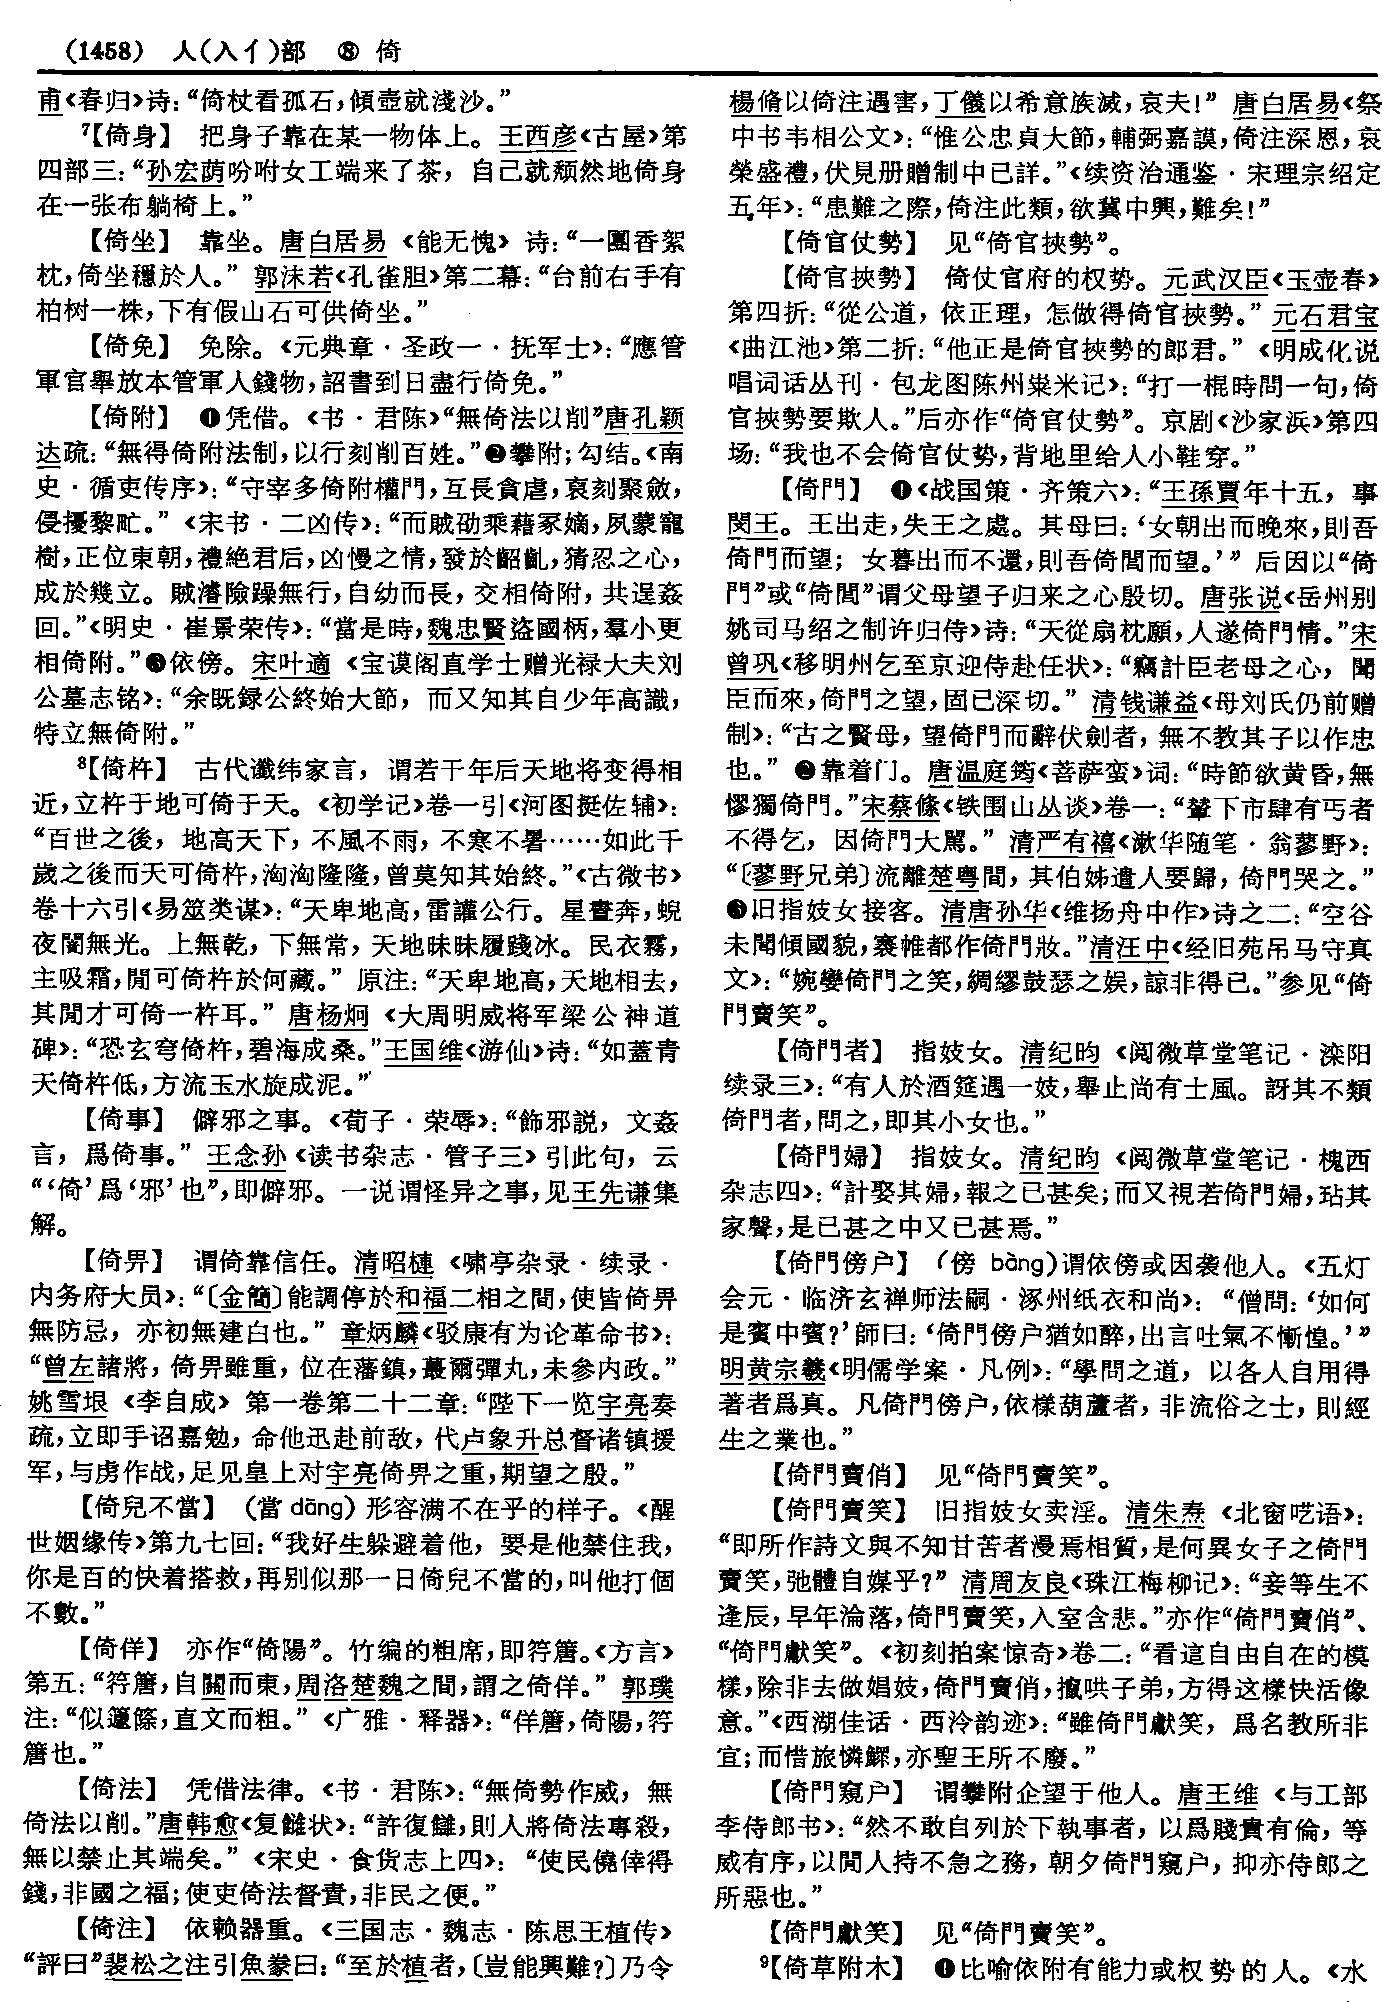 (1458) 人(入亻)部 ⑧ 倚
甫《春归》诗：“倚杖看孤石，傾壺就淺沙。”
⁷【倚身】 把身子靠在某一物体上。王西彦《古屋》第
四部三：“孙宏荫吩咐女工端来了茶，自己就颓然地倚身
在一张布躺椅上。”
【倚坐】 靠坐。唐白居易《能无愧》诗：“一團香絮
枕，倚坐穩於人。”郭沫若《孔雀胆》第二幕：“台前右手有
柏树一株，下有假山石可供倚坐。”
【倚免】 免除。《元典章·圣政一·抚军士》：“應管
軍官舉放本管軍人錢物，詔書到日盡行倚免。”
【倚附】 ❶凭借。《书·君陈》“無倚法以削”唐孔颖
达疏：“無得倚附法制，以行刻削百姓。”❷攀附；勾结。《南
史·循吏传序》：“守宰多倚附權門，互長貪虐，裒刻聚斂，
侵擾黎甿。”《宋书·二凶传》：“而賊劭乘藉冢嫡，夙蒙寵
樹，正位東朝，禮絶君后，凶慢之情，發於齠齓，猜忍之心，
成於幾立。賊濬險躁無行，自幼而長，交相倚附，共逞姦
回。”《明史·崔景荣传》：“當是時，魏忠賢盗國柄，羣小更
相倚附。”❸依傍。宋叶適《宝谟阁直学士赠光禄大夫刘
公墓志铭》：“余既録公終始大節，而又知其自少年高識，
特立無倚附。”
⁸【倚杵】 古代谶纬家言，谓若干年后天地将变得相
近，立杵于地可倚于天。《初学记》卷一引《河图挺佐辅》：
“百世之後，地高天下，不風不雨，不寒不暑……如此千
歲之後而天可倚杵，洶洶隆隆，曾莫知其始終。”《古微书》
卷十六引《易筮类谋》：“天卑地高，雷讙公行。星晝奔，蜺
夜闇無光。上無乾，下無常，天地昧昧履踐冰。民衣霧，
主吸霜，閒可倚杵於何藏。”原注：“天卑地高，天地相去，
其閒才可倚一杵耳。”唐杨炯《大周明威将军梁公神道
碑》：“恐玄穹倚杵，碧海成桑。”王国维《游仙》诗：“如蓋青
天倚杵低，方流玉水旋成泥。”
【倚事】 僻邪之事。《荀子·荣辱》：“飾邪説，文姦
言，爲倚事。”王念孙《读书杂志·管子三》引此句，云
“‘倚’爲‘邪’也”，即僻邪。一说谓怪异之事，见王先谦集
解。
【倚畀】 谓倚靠信任。清昭槤《啸亭杂录·续录·
内务府大员》：“〔金簡〕能調停於和福二相之間，使皆倚畀
無防忌，亦初無建白也。”章炳麟《驳康有为论革命书》：
“曾左諸將，倚畀雖重，位在藩鎮，蕞爾彈丸，未参内政。”
姚雪垠《李自成》第一卷第二十二章：“陛下一览宇亮奏
疏，立即手诏嘉勉，命他迅赴前敌，代卢象升总督诸镇援
军，与虏作战，足见皇上对宇亮倚畀之重，期望之殷。”
【倚兒不當】 (當 dāng) 形容满不在乎的样子。《醒
世姻缘传》第九七回：“我好生躲避着他，要是他禁住我，
你是百的快着搭救，再别似那一日倚兒不當的，叫他打個
不數。”
【倚佯】 亦作“倚陽”。竹编的粗席，即筕篖。《方言》
第五：“筕篖，自關而東，周洛楚魏之間，謂之倚佯。”郭璞
注：“似籧篨，直文而粗。”《广雅·释器》：“佯篖，倚陽，筕
篖也。”
【倚法】 凭借法律。《书·君陈》：“無倚勢作威，無
倚法以削。”唐韩愈《复讎状》：“許復讎，則人將倚法專殺，
無以禁止其端矣。”《宋史·食货志上四》：“使民僥倖得
錢，非國之福；使吏倚法督責，非民之便。”
【倚注】 依赖器重。《三国志·魏志·陈思王植传》
“評曰”裴松之注引魚豢曰：“至於植者，〔豈能興難？〕乃令
楊脩以倚注遇害，丁儀以希意族滅，哀夫！”唐白居易《祭
中书韦相公文》：“惟公忠貞大節，輔弼嘉謨，倚注深恩，哀
榮盛禮，伏見册贈制中已詳。”《续资治通鉴·宋理宗绍定
五年》：“患難之際，倚注此類，欲冀中興，難矣！”
【倚官仗勢】 见“倚官挾勢”。
【倚官挾勢】 倚仗官府的权势。元武汉臣《玉壶春》
第四折：“從公道，依正理，怎做得倚官挾勢。”元石君宝
《曲江池》第二折：“他正是倚官挾勢的郎君。”《明成化说
唱词话丛刊·包龙图陈州粜米记》：“打一棍時問一句，倚
官挾勢要欺人。”后亦作“倚官仗勢”。京剧《沙家浜》第四
场：“我也不会倚官仗势，背地里给人小鞋穿。”
【倚門】 ❶《战国策·齐策六》：“王孫賈年十五，事
閔王。王出走，失王之處。其母曰：‘女朝出而晚來，則吾
倚門而望；女暮出而不還，則吾倚閭而望。’”后因以“倚
門”或“倚閭”谓父母望子归来之心殷切。唐张说《岳州别
姚司马绍之制许归侍》诗：“天從扇枕願，人遂倚門情。”宋
曾巩《移明州乞至京迎侍赴任状》：“竊計臣老母之心，聞
臣而來，倚門之望，固已深切。”清钱谦益《母刘氏仍前赠
制》：“古之賢母，望倚門而辭伏劍者，無不教其子以作忠
也。”❷靠着门。唐温庭筠《菩萨蛮》词：“時節欲黄昏，無
憀獨倚門。”宋蔡絛《铁围山丛谈》卷一：“輦下市肆有丐者
不得乞，因倚門大駡。”清严有禧《漱华随笔·翁蓼野》：
“〔蓼野兄弟〕流離楚粤間，其伯姊遣人要歸，倚門哭之。”
❸旧指妓女接客。清唐孙华《维扬舟中作》诗之二：“空谷
未聞傾國貌，褰帷都作倚門妝。”清汪中《经旧苑吊马守真
文》：“婉孌倚門之笑，綢繆鼓瑟之娱，諒非得已。”参见“倚
門賣笑”。
【倚門者】 指妓女。清纪昀《阅微草堂笔记·滦阳
续录三》：“有人於酒筵遇一妓，舉止尚有士風。訝其不類
倚門者，問之，即其小女也。”
【倚門婦】 指妓女。清纪昀《阅微草堂笔记·槐西
杂志四》：“計娶其婦，報之已甚矣；而又視若倚門婦，玷其
家聲，是已甚之中又已甚焉。”
【倚門傍户】 (傍 bàng)谓依傍或因袭他人。《五灯
会元·临济玄禅师法嗣·涿州纸衣和尚》：“僧問：‘如何
是賓中賓？’師曰：‘倚門傍户猶如醉，出言吐氣不慚惶。’”
明黄宗羲《明儒学案·凡例》：“學問之道，以各人自用得
著者爲真。凡倚門傍户，依樣葫蘆者，非流俗之士，則經
生之業也。”
【倚門賣俏】 见“倚門賣笑”。
【倚門賣笑】 旧指妓女卖淫。清朱焘《北窗呓语》：
“即所作詩文與不知甘苦者漫焉相質，是何異女子之倚門
賣笑，弛體自媒乎？”清周友良《珠江梅柳记》：“妾等生不
逢辰，早年淪落，倚門賣笑，入室含悲。”亦作“倚門賣俏”、
“倚門獻笑”。《初刻拍案惊奇》卷二：“看這自由自在的模
樣，除非去做娼妓，倚門賣俏，攛哄子弟，方得这樣快活像
意。”《西湖佳话·西泠韵迹》：“雖倚門獻笑，爲名教所非
宜；而惜旅憐鰥，亦聖王所不廢。”
【倚門窺户】 谓攀附企望于他人。唐王维《与工部
李侍郎书》：“然不敢自列於下執事者，以爲賤貴有倫，等
威有序，以閒人持不急之務，朝夕倚門窺户，抑亦侍郎之
所惡也。”
【倚門獻笑】 见“倚門賣笑”。
⁹【倚草附木】 ❶比喻依附有能力或权势的人。《水